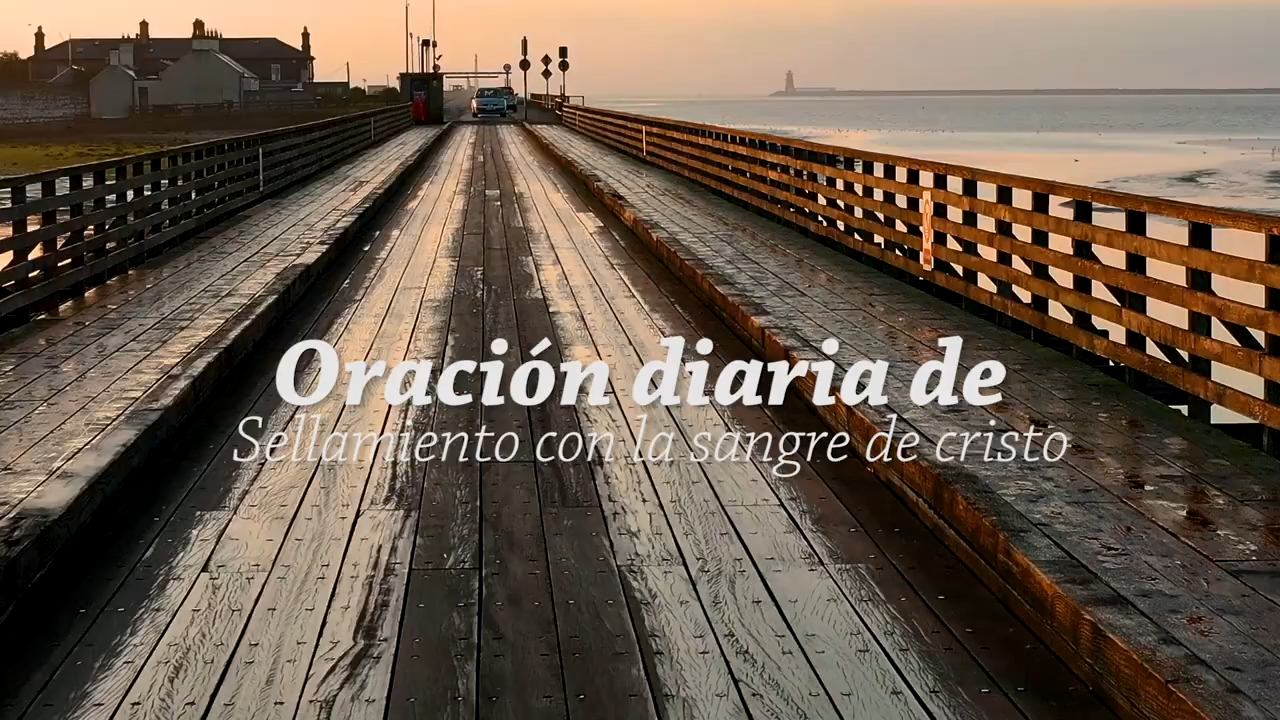 Oración diaria de
Sellamiento con la sangre de cristo